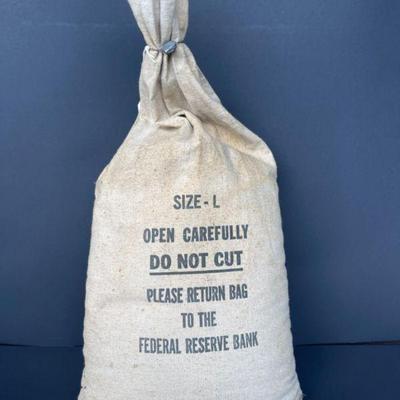 SIZE - L
OPEN CAREFULLY
DO NOT CUT
PLEASE RETURN BAG
TO THE
FEDERAL RESERVE BANK